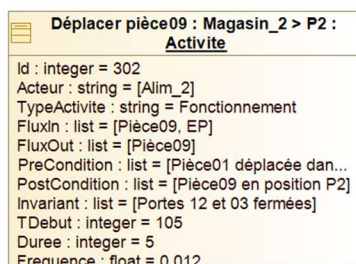 Déplacer pièce09 : Magasin_2 > P2 :
Activite
Id : integer = 302
Acteur : string = [Alim_2]
TypeActivite : string = Fonctionnement
FluxIn : list = [Pièce09, EP]
FluxOut : list = [Pièce09]
PreCondition : list = [Pièce01 déplacée dan...
PostCondition : list = [Pièce09 en position P2]
Invariant : list = [Portes 12 et 03 fermées]
TDebut : integer = 105
Duree : integer = 5
Frequence : float = 0.012